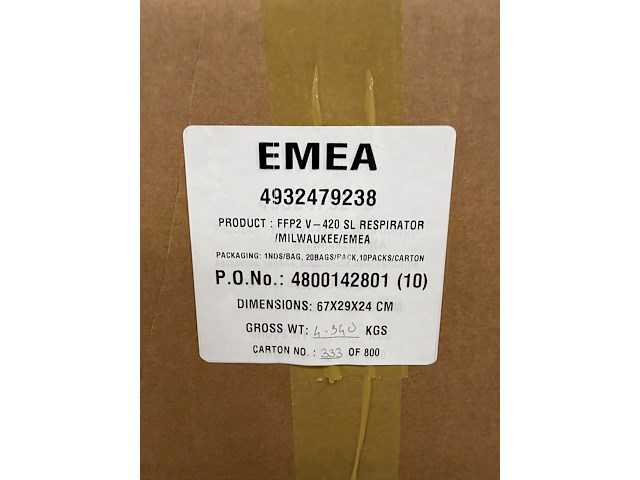 EMEA
4932479238
PRODUCT : FFP2 V-420 SL RESPIRATOR
/MILWAUKEE/EMEA
PACKAGING: 1NOS/BAG, 20BAGS/PACK,10PACKS/CARTON
P.O.No.: 4800142801 (10)
DIMENSIONS: 67X29X24 CM
GROSS WT: 4.340 KGS
CARTON NO. : 333 OF 800